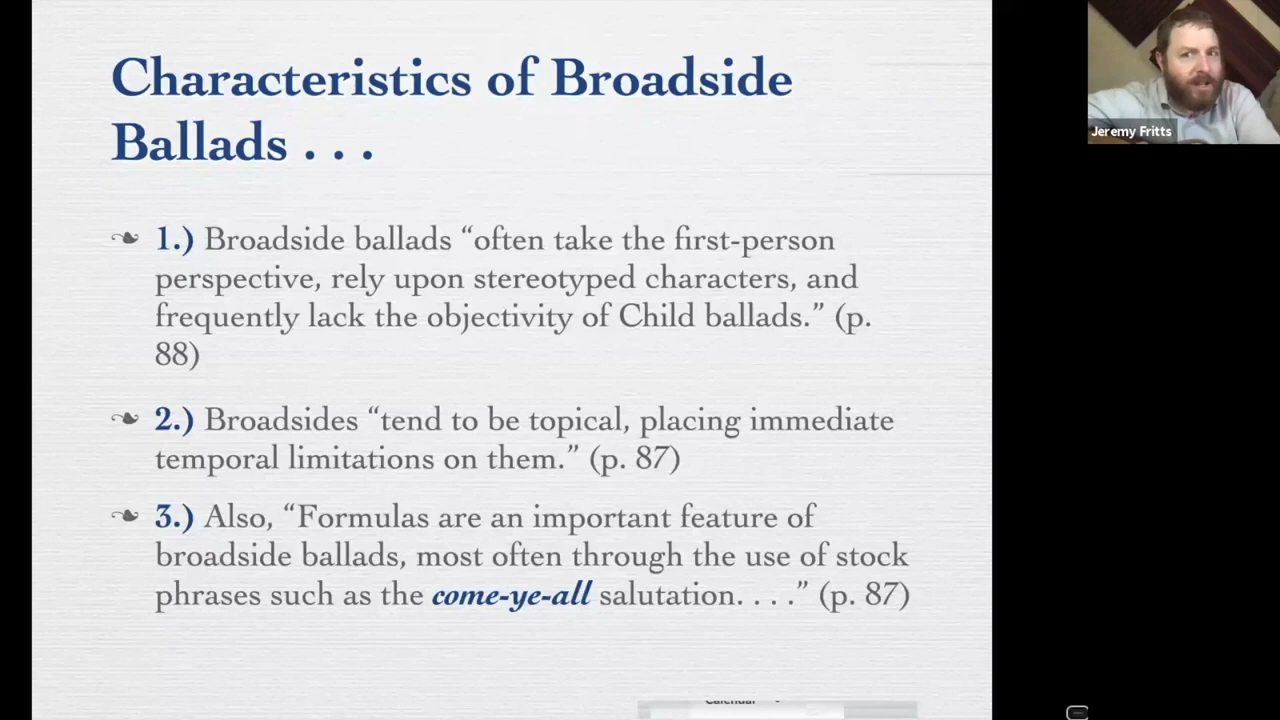 Characteristics of Broadside
Ballads . . .
1.) Broadside ballads “often take the first-person
perspective, rely upon stereotyped characters, and
frequently lack the objectivity of Child ballads.” (p.
88)
2.) Broadsides “tend to be topical, placing immediate
temporal limitations on them.” (p. 87)
3.) Also, “Formulas are an important feature of
broadside ballads, most often through the use of stock
phrases such as the come-ye-all salutation. . . .” (p. 87)
Jeremy Fritts
Calendar